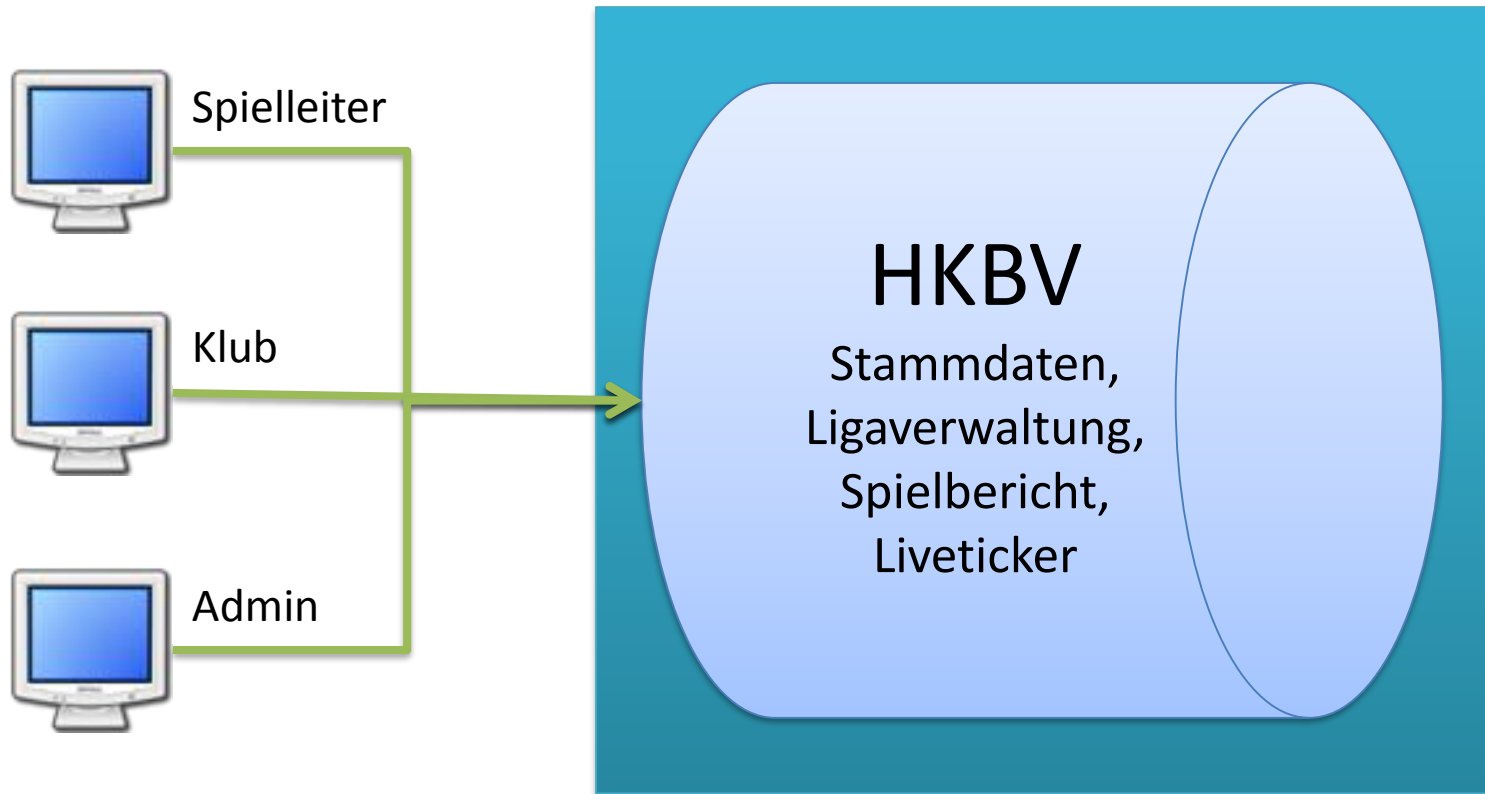 Spielleiter
Klub
Admin
HKBV
Stammdaten,
Ligaverwaltung,
Spielbericht,
Liveticker